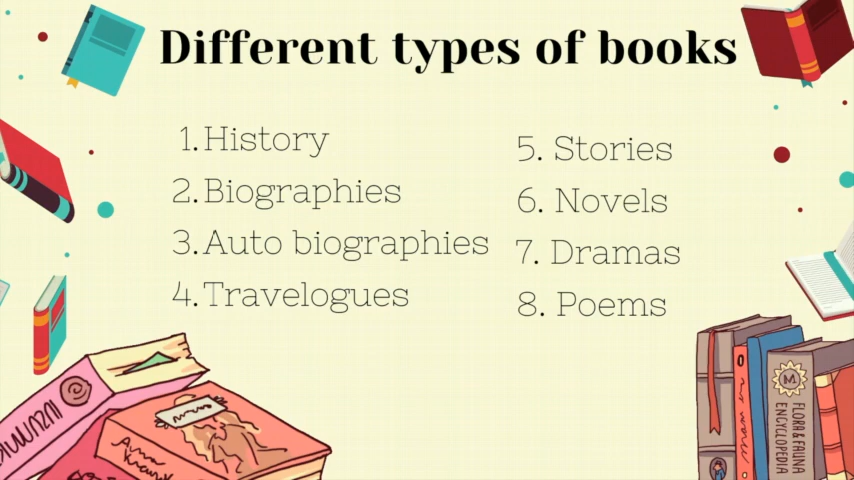 Different types of books
1. History
2. Biographies
3. Auto biographies
4. Travelogues
5. Stories
6. Novels
7. Dramas
8. Poems
FLORA & FAUNA
ENCYCLOPEDIA
M